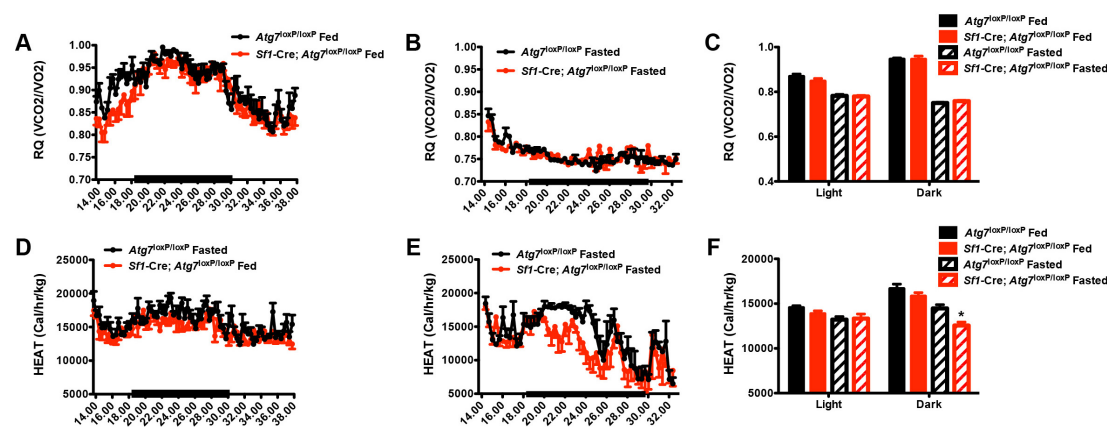 A
Atg7loxP/loxP Fed
Sf1-Cre; Atg7loxP/loxP Fed
RQ (VCO2//VO2)
1.00
0.95
0.90
0.85
0.80
0.75
0.70
14.00 16.00 18.00 20.00 22.00 24.00 26.00 28.00 30.00 32.00 34.00 36.00 38.00
B
Atg7loxP/loxP Fasted
Sf1-Cre; Atg7loxP/loxP Fasted
RQ (VCO2//VO2)
1.00
0.95
0.90
0.85
0.80
0.75
0.70
14.00 16.00 18.00 20.00 22.00 24.00 26.00 28.00 30.00 32.00
C
Atg7loxP/loxP Fed
Sf1-Cre; Atg7loxP/loxP Fed
Atg7loxP/loxP Fasted
Sf1-Cre; Atg7loxP/loxP Fasted
RQ (VCO2//VO2)
1.0
0.8
0.6
0.4
Light Dark
D
Atg7loxP/loxP Fasted
Sf1-Cre; Atg7loxP/loxP Fed
HEAT (Cal/hr/kg)
25000
20000
15000
10000
5000
14.00 16.00 18.00 20.00 22.00 24.00 26.00 28.00 30.00 32.00 34.00 36.00 38.00
E
Atg7loxP/loxP Fasted
Sf1-Cre; Atg7loxP/loxP Fasted
HEAT (Cal/hr/kg)
25000
20000
15000
10000
5000
14.00 16.00 18.00 20.00 22.00 24.00 26.00 28.00 30.00 32.00
F
Atg7loxP/loxP Fed
Sf1-Cre; Atg7loxP/loxP Fed
Atg7loxP/loxP Fasted
Sf1-Cre; Atg7loxP/loxP Fasted
HEAT (Cal/hr/kg)
20000
15000
10000
5000
0
*
Light Dark